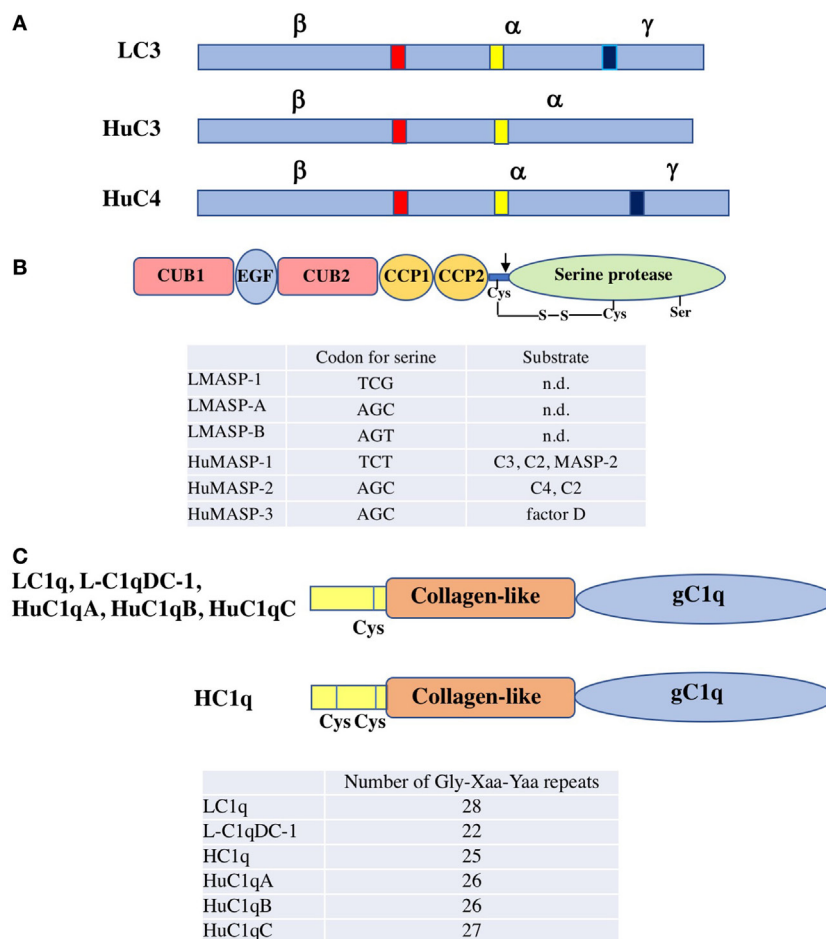 A
β α γ
LC3
β α
HuC3
β α γ
HuC4
B
CUB1 EGF CUB2 CCP1 CCP2 Serine protease
Cys S–S Cys Ser
Codon for serine Substrate
LMASP-1 TCG n.d.
LMASP-A AGC n.d.
LMASP-B AGT n.d.
HuMASP-1 TCT C3, C2, MASP-2
HuMASP-2 AGC C4, C2
HuMASP-3 AGC factor D
C
LC1q, L-C1qDC-1,
HuC1qA, HuC1qB, HuC1qC
Collagen-like gC1q
Cys
HC1q Collagen-like gC1q
Cys Cys
Number of Gly-Xaa-Yaa repeats
LC1q 28
L-C1qDC-1 22
HC1q 25
HuC1qA 26
HuC1qB 26
HuC1qC 27